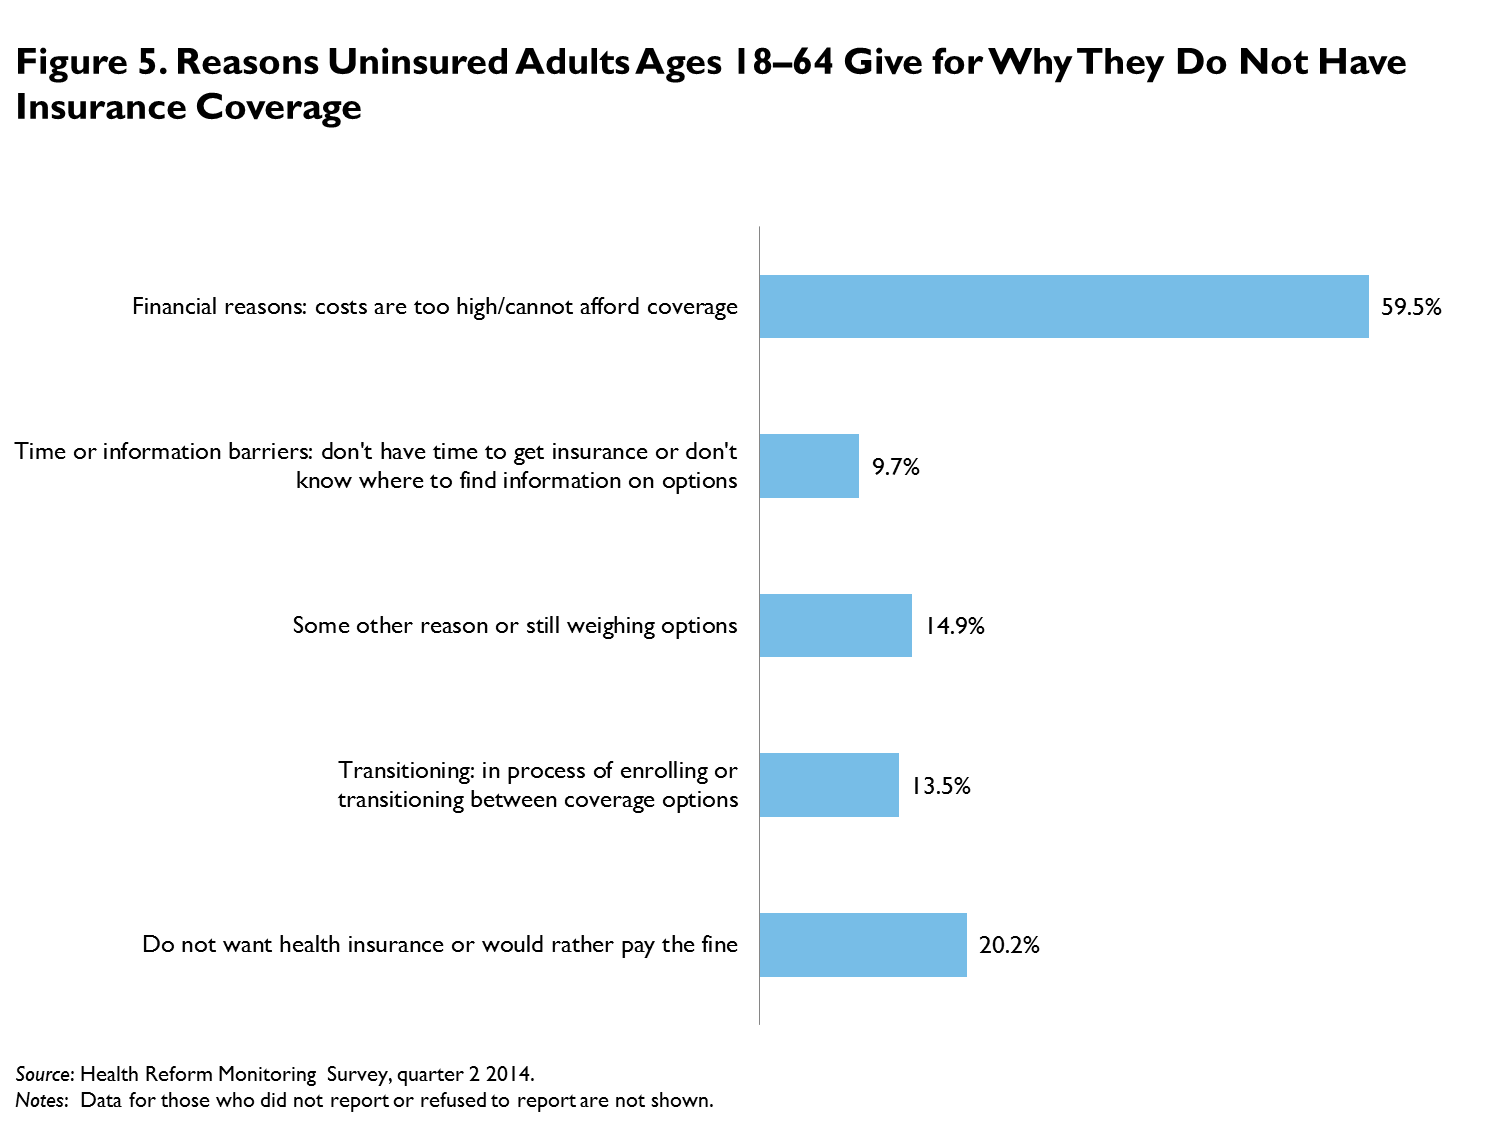 Figure 5. Reasons Uninsured Adults Ages 18–64 Give for Why They Do Not Have
Insurance Coverage
Financial reasons: costs are too high/cannot afford coverage
59.5%
Time or information barriers: don't have time to get insurance or don't
know where to find information on options
9.7%
Some other reason or still weighing options
14.9%
Transitioning: in process of enrolling or
transitioning between coverage options
13.5%
Do not want health insurance or would rather pay the fine
20.2%
Source: Health Reform Monitoring Survey, quarter 2 2014.
Notes: Data for those who did not report or refused to report are not shown.